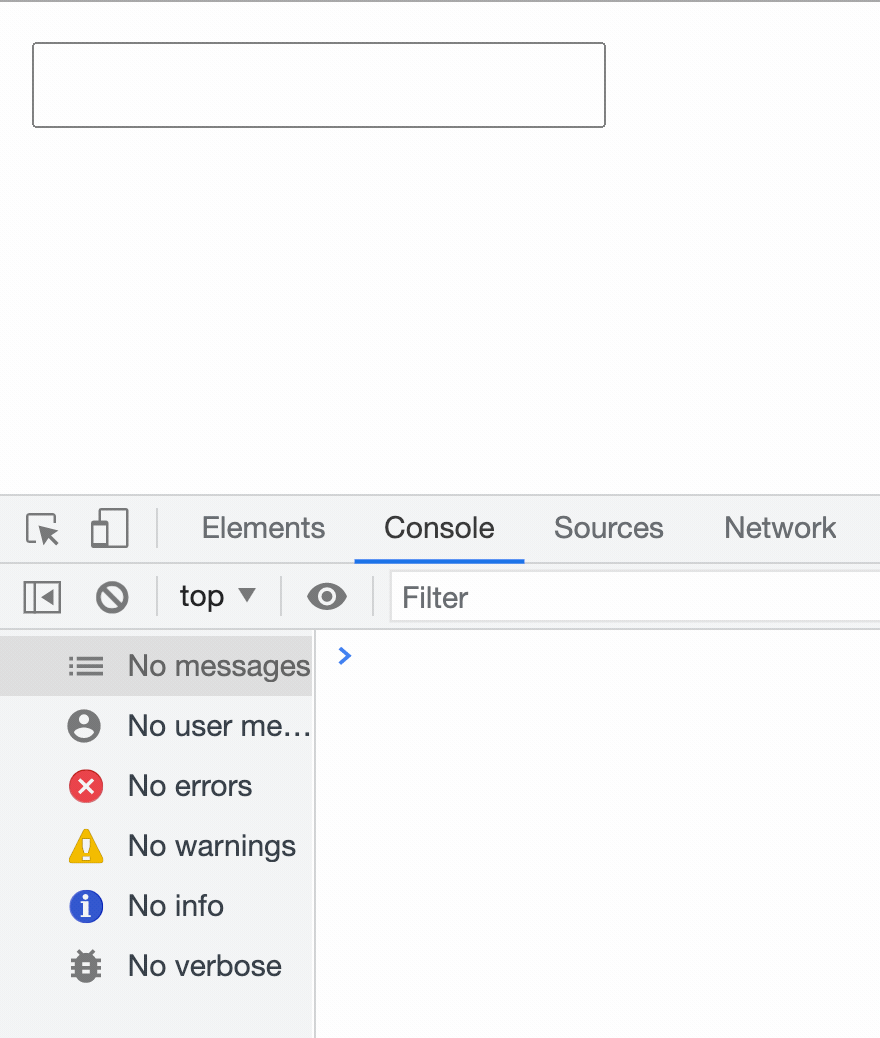 Elements Console Sources Network
top Filter
No messages
No user me…
No errors
No warnings
No info
No verbose